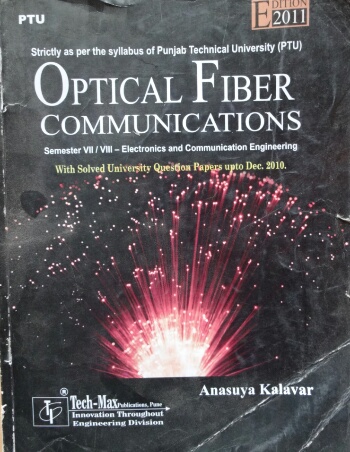 PTU
EDITION
2011
Strictly as per the syllabus of Punjab Technical University (PTU)
OPTICAL FIBER
COMMUNICATIONS
Semester VII / VIII – Electronics and Communication Engineering
With Solved University Question Papers upto Dec. 2010.
Anasuya Kalavar
®
Tech-Max Publications, Pune
Innovation Throughout
Engineering Division